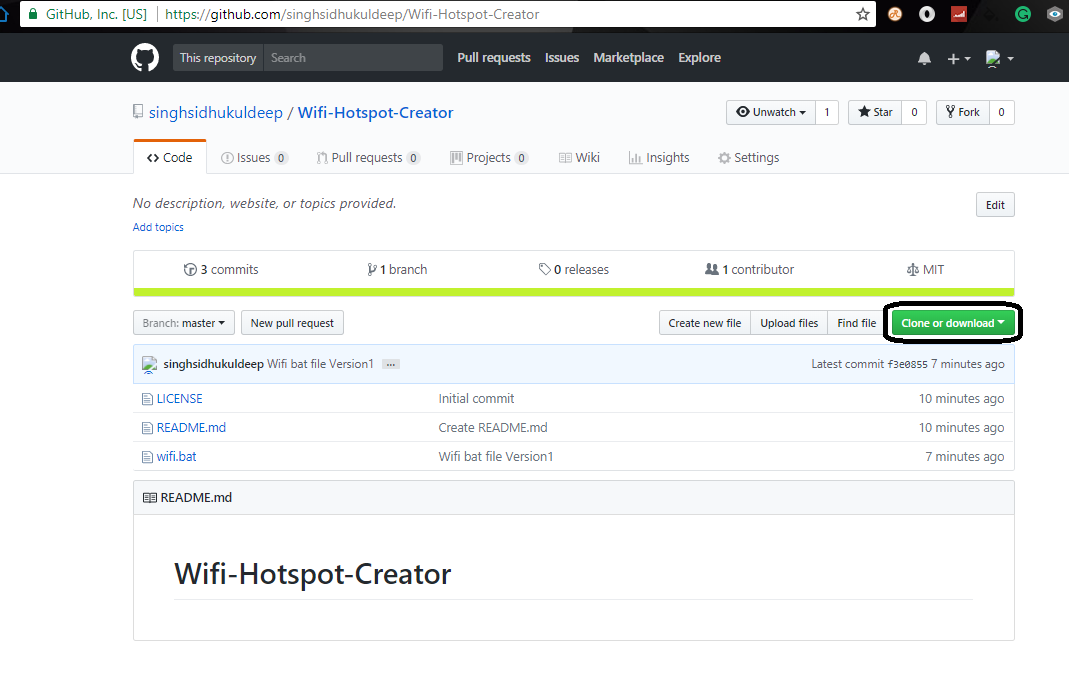 GitHub, Inc. [US] https://github.com/singhsidhukuldeep/Wifi-Hotspot-Creator
This repository Search Pull requests Issues Marketplace Explore
singhsidhukuldeep / Wifi-Hotspot-Creator Unwatch 1 Star 0 Fork 0
<> Code Issues 0 Pull requests 0 Projects 0 Wiki Insights Settings
No description, website, or topics provided. Edit
Add topics
3 commits 1 branch 0 releases 1 contributor MIT
Branch: master New pull request Create new file Upload files Find file Clone or download
singhsidhukuldeep Wifi bat file Version1 ... Latest commit f3e0855 7 minutes ago
LICENSE Initial commit 10 minutes ago
README.md Create README.md 10 minutes ago
wifi.bat Wifi bat file Version1 7 minutes ago
README.md
Wifi-Hotspot-Creator